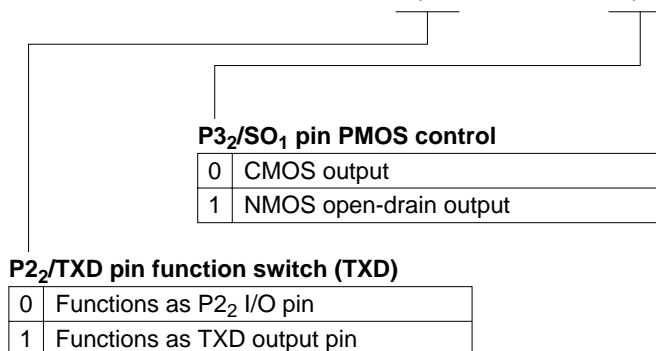 P3₂/SO₁ pin PMOS control
0 CMOS output
1 NMOS open-drain output
P2₂/TXD pin function switch (TXD)
0 Functions as P2₂ I/O pin
1 Functions as TXD output pin